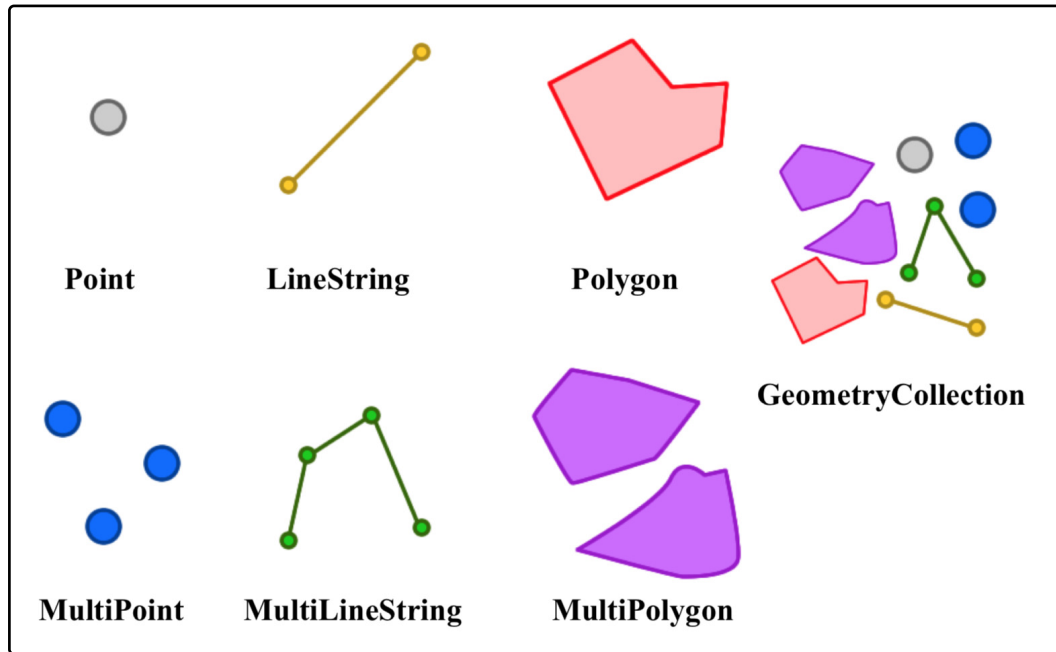 Point
LineString
Polygon
GeometryCollection
MultiPoint
MultiLineString
MultiPolygon